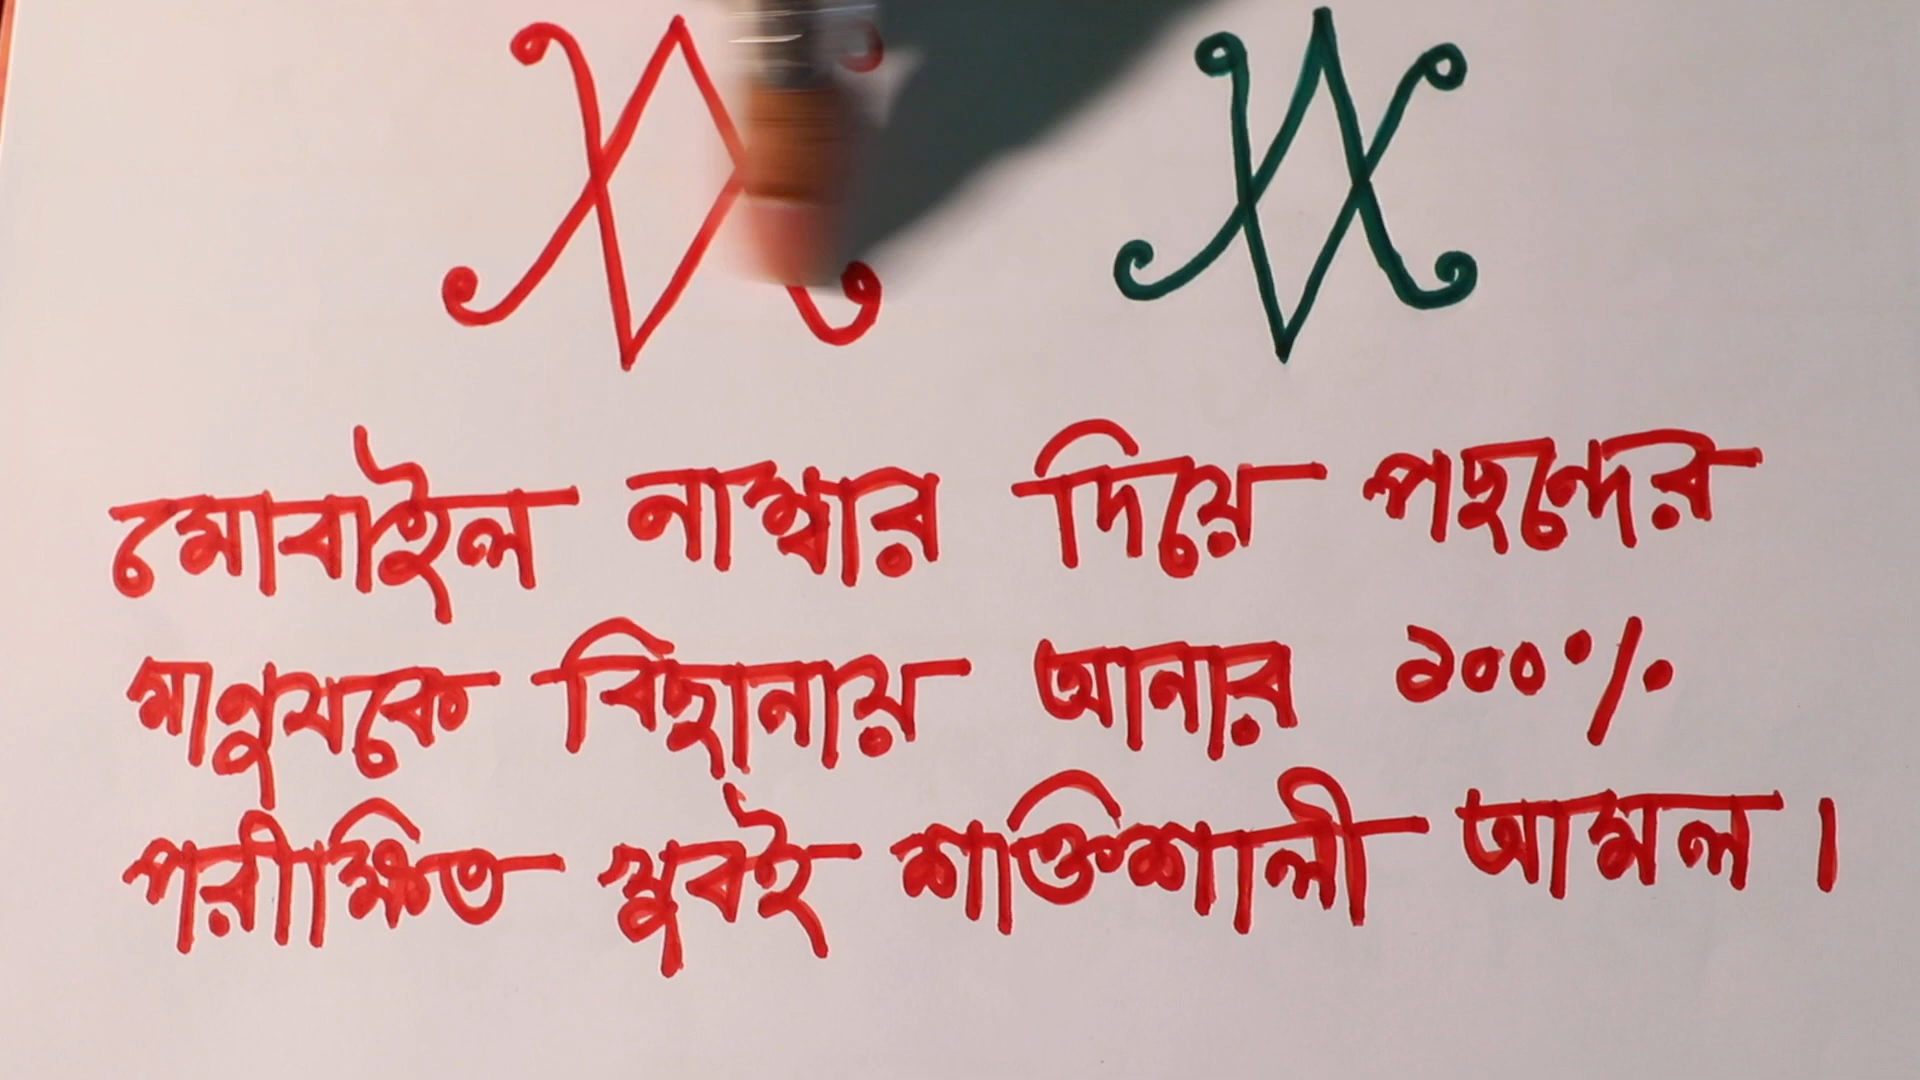 মোবাইল নাম্বার দিয়ে পছন্দের
মানুষকে বিছানায় আনার ১০০%
পরীক্ষিত খুবই শক্তিশালী আমল।